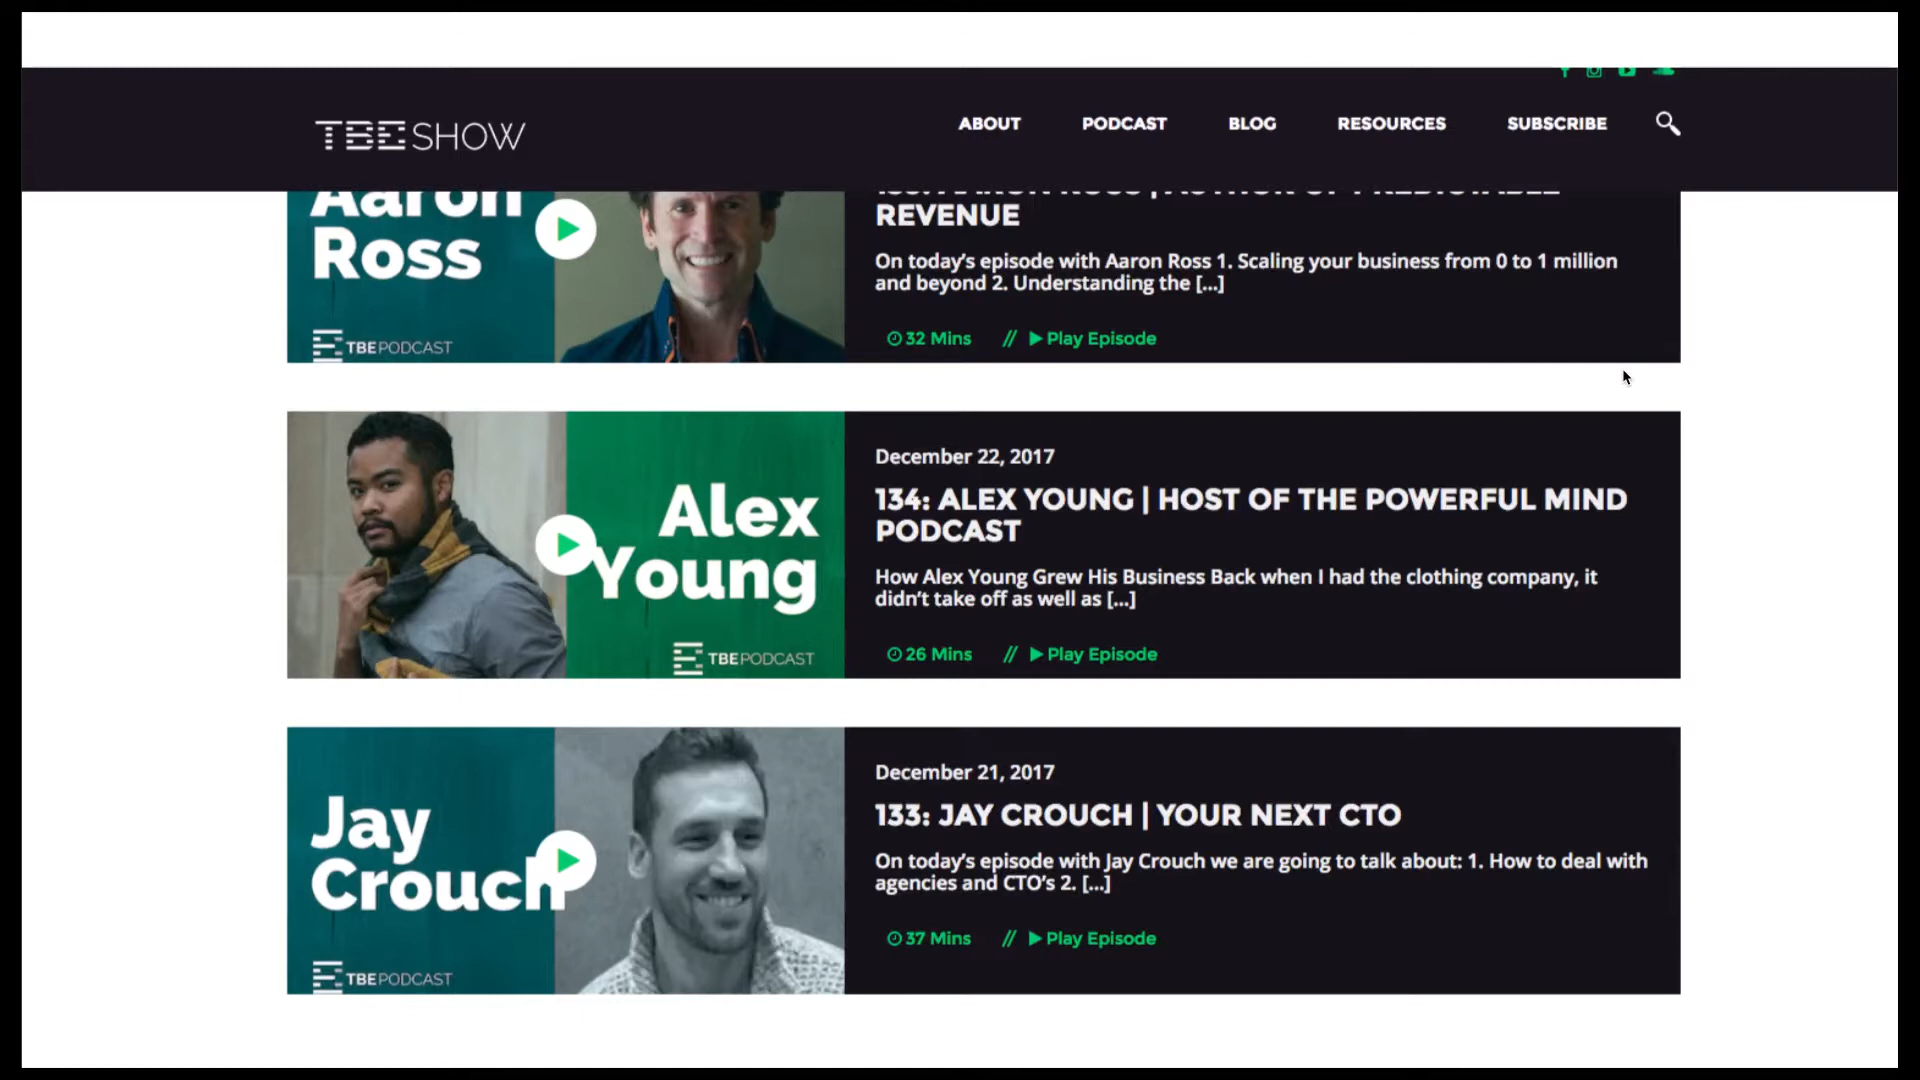 TBE SHOW
ABOUT
PODCAST
BLOG
RESOURCES
SUBSCRIBE
Aaron
Ross
TBEPODCAST
REVENUE
On today's episode with Aaron Ross 1. Scaling your business from 0 to 1 million
and beyond 2. Understanding the [...]
32 Mins // Play Episode
Alex
Young
TBEPODCAST
December 22, 2017
134: ALEX YOUNG | HOST OF THE POWERFUL MIND
PODCAST
How Alex Young Grew His Business Back when I had the clothing company, it
didn't take off as well as [...]
26 Mins // Play Episode
Jay
Crouch
TBEPODCAST
December 21, 2017
133: JAY CROUCH | YOUR NEXT CTO
On today's episode with Jay Crouch we are going to talk about: 1. How to deal with
agencies and CTO's 2. [...]
37 Mins // Play Episode